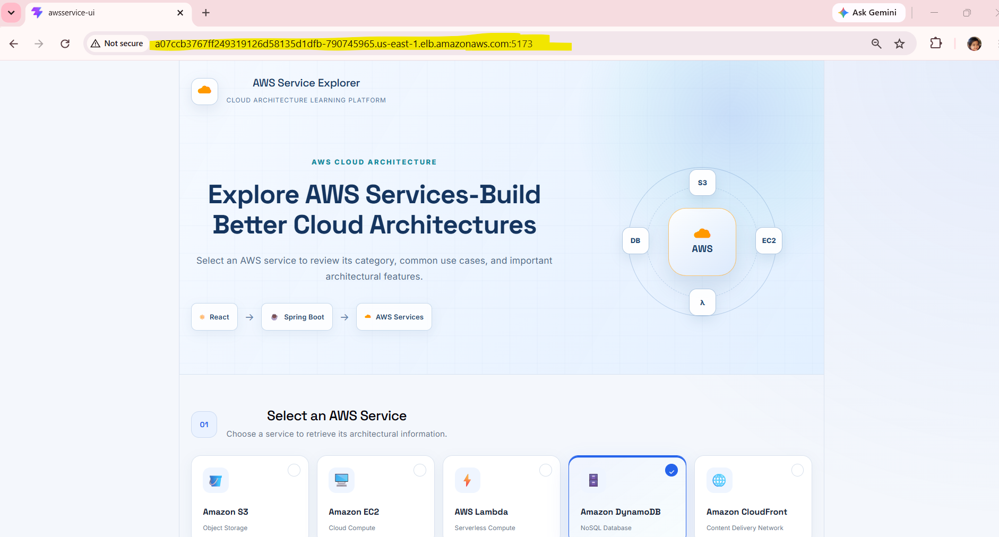 awsservice-ui
Ask Gemini
Not secure
a07ccb3767ff249319126d58135d1dfb-790745965.us-east-1.elb.amazonaws.com:5173
AWS Service Explorer
CLOUD ARCHITECTURE LEARNING PLATFORM
AWS CLOUD ARCHITECTURE
Explore AWS Services-Build
Better Cloud Architectures
Select an AWS service to review its category, common use cases, and important
architectural features.
React
Spring Boot
AWS Services
S3
DB
AWS
EC2
λ
01
Select an AWS Service
Choose a service to retrieve its architectural information.
Amazon S3
Object Storage
Amazon EC2
Cloud Compute
AWS Lambda
Serverless Compute
Amazon DynamoDB
NoSQL Database
Amazon CloudFront
Content Delivery Network